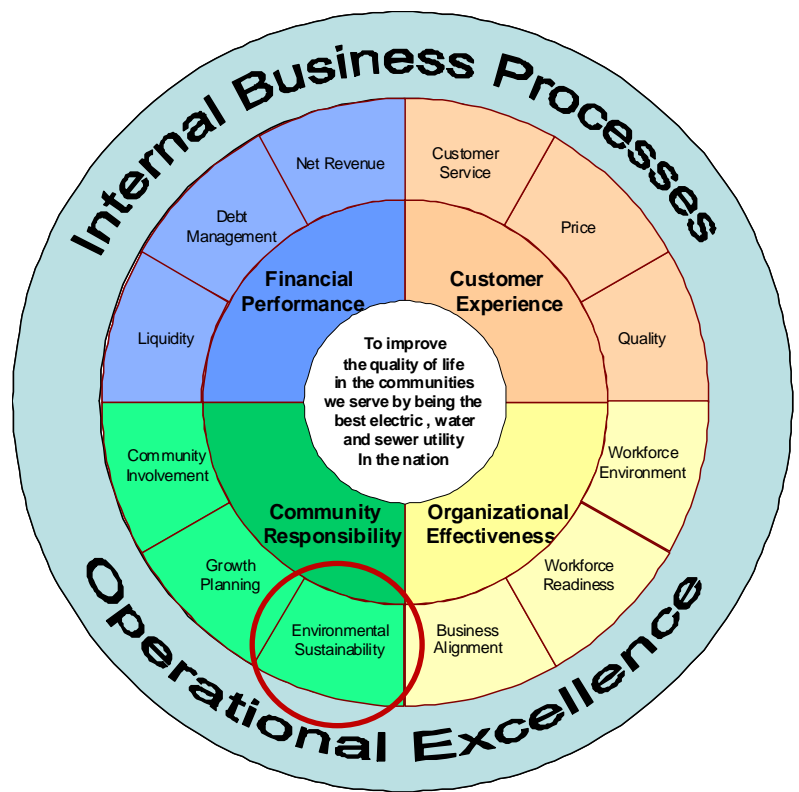 Internal Business Processes
Net Revenue
Customer
Service
Debt
Management
Price
Financial
Performance
Customer
Experience
Liquidity
Quality
To improve
the quality of life
in the communities
we serve by being the
best electric , water
and sewer utility
In the nation
Community
Involvement
Workforce
Environment
Community
Responsibility
Organizational
Effectiveness
Growth
Planning
Workforce
Readiness
Environmental
Sustainability
Business
Alignment
Operational Excellence